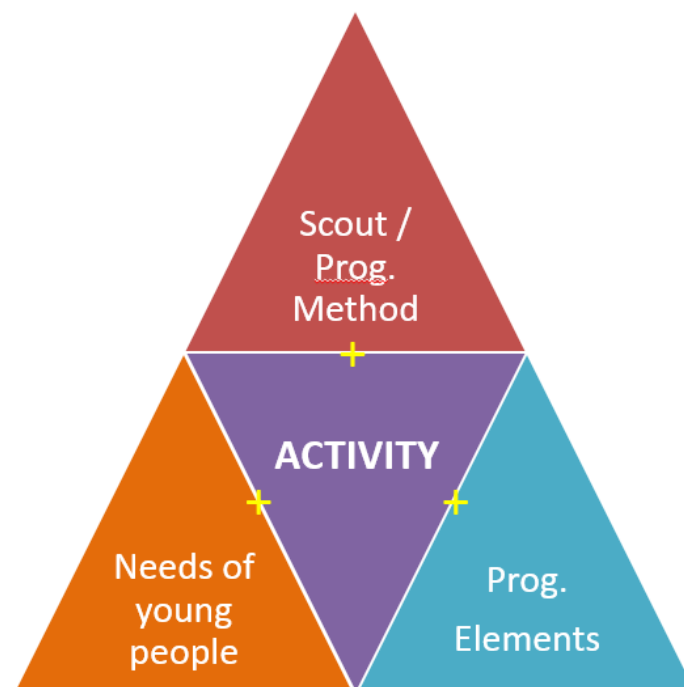 Scout /
Prog.
Method
ACTIVITY
Needs of
young
people
Prog.
Elements